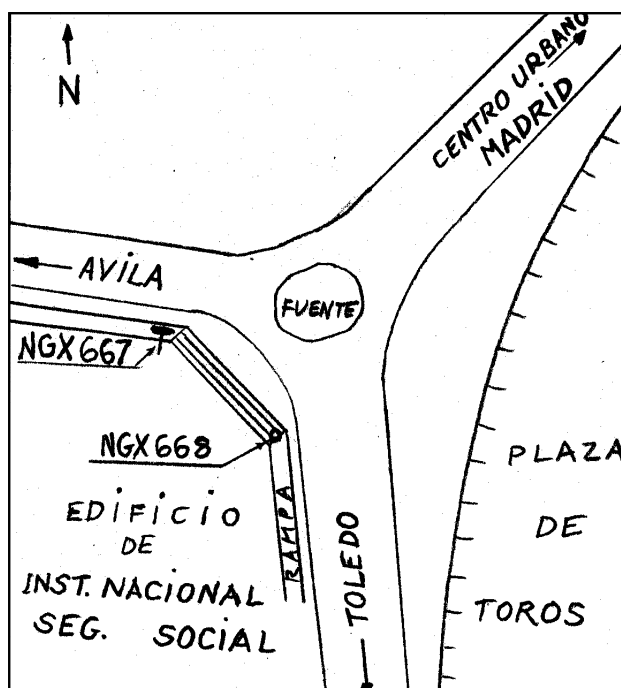 N
CENTRO URBANO
MADRID
AVILA
FUENTE
NGX667
NGX668
PLAZA
DE
TOROS
EDIFICIO
DE
INST. NACIONAL
SEG. SOCIAL
RAMPA
TOLEDO